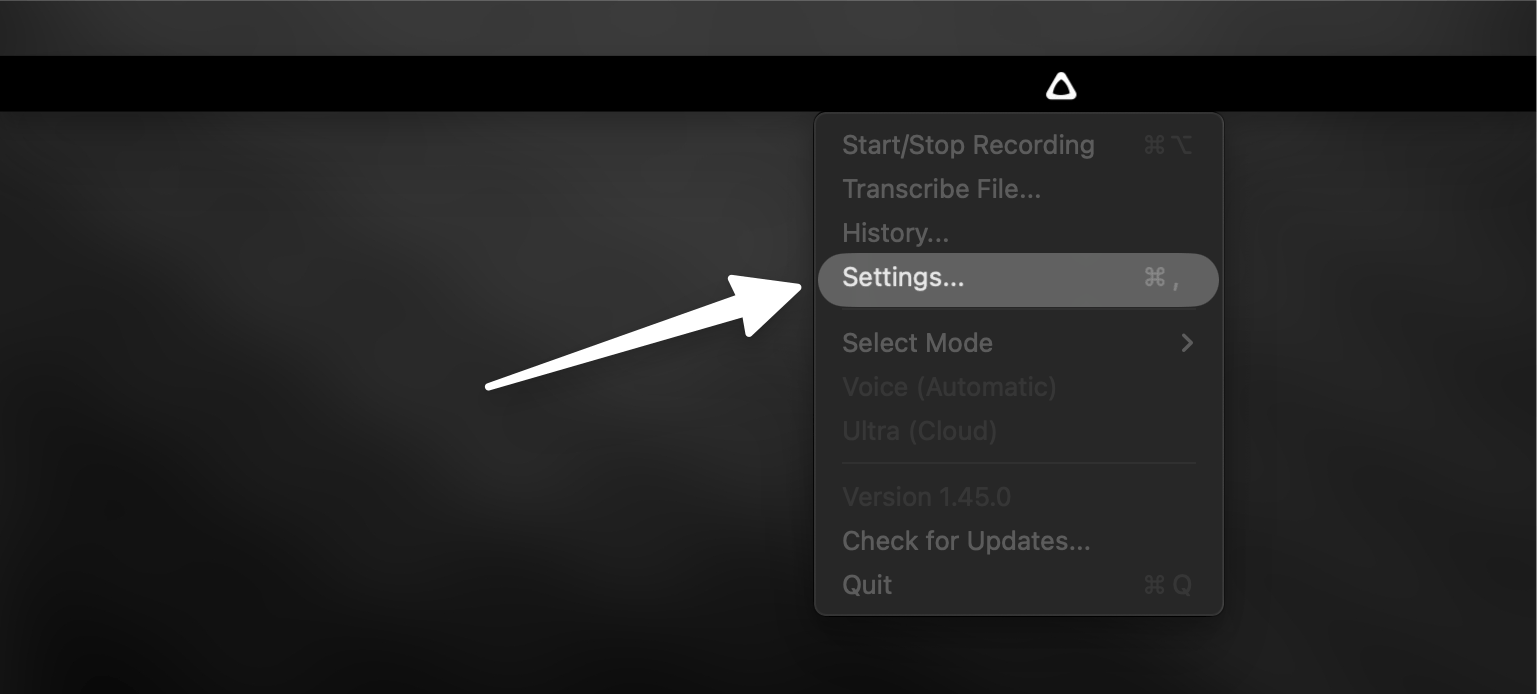 Start/Stop Recording ⌘⌥
Transcribe File...
History...
Settings... ⌘,
Select Mode
Voice (Automatic)
Ultra (Cloud)
Version 1.45.0
Check for Updates...
Quit ⌘Q